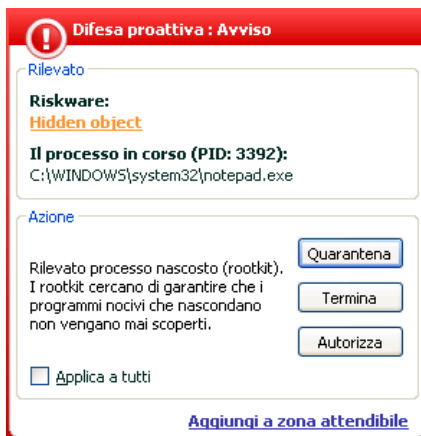 Difesa proattiva : Avviso
Rilevato
Riskware:
Hidden object
Il processo in corso (PID: 3392):
C:\WINDOWS\system32\notepad.exe
Azione
Rilevato processo nascosto (rootkit).
I rootkit cercano di garantire che i
programmi nocivi che nascondano
non vengano mai scoperti.
Quarantena
Termina
Autorizza
Applica a tutti
Aggiungi a zona attendibile